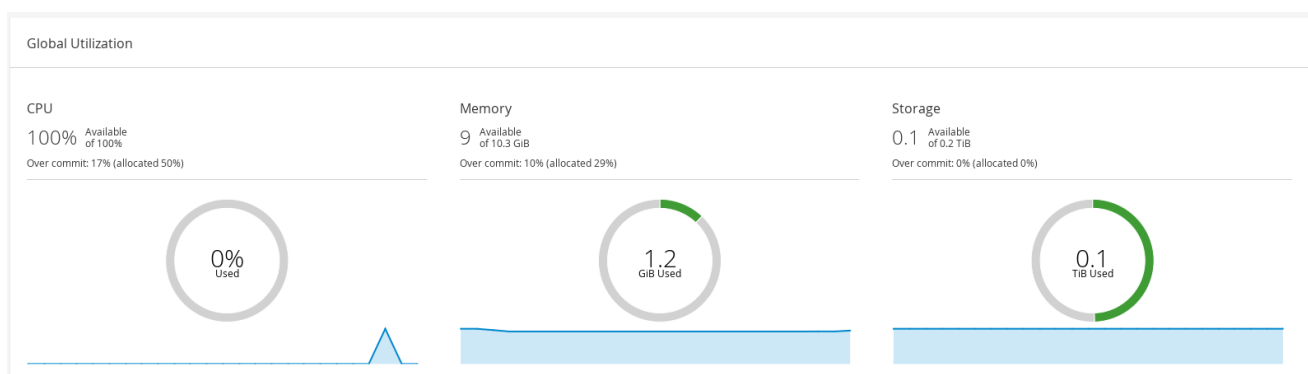 Global Utilization
CPU
100% Available of 100%
Over commit: 17% (allocated 50%)
0%
Used
Memory
9 Available of 10.3 GiB
Over commit: 10% (allocated 29%)
1.2
GiB Used
Storage
0.1 Available of 0.2 TiB
Over commit: 0% (allocated 0%)
0.1
TiB Used